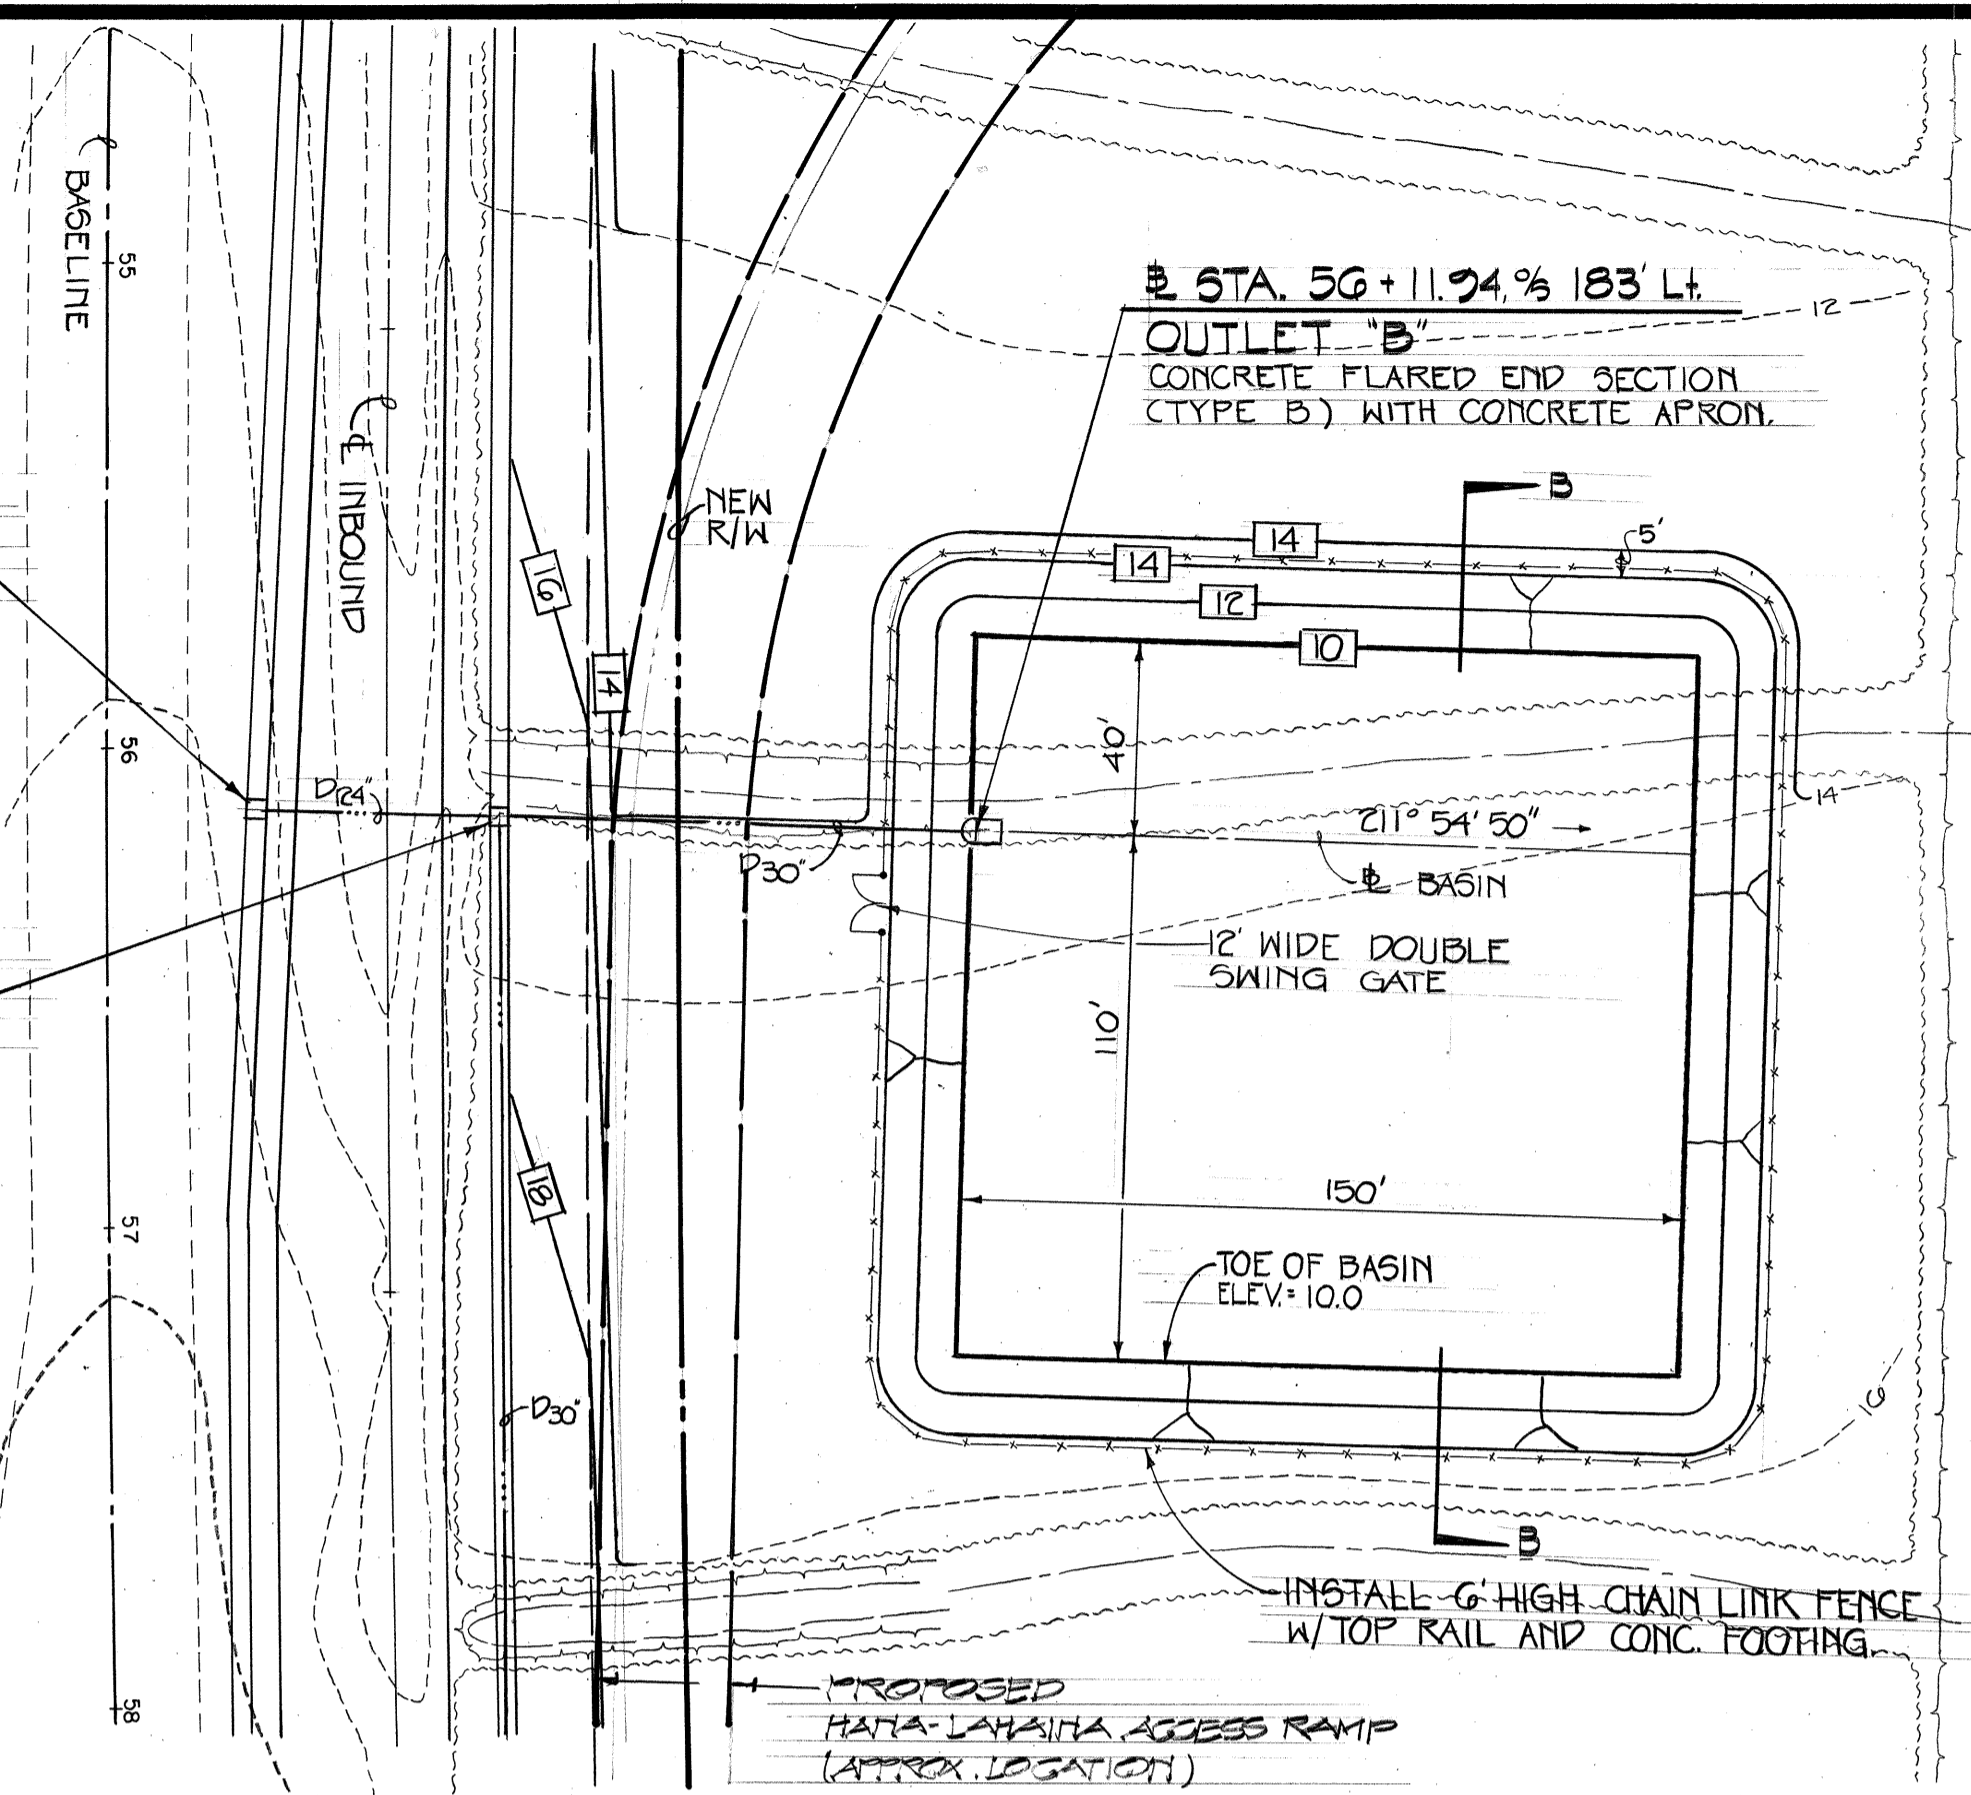 BASELINE
55
56
57
58
℄ INBOUND
16
14
18
NEW
R/W
D24"
D30"
D30"
℄ STA. 56 + 11.94, o/s 183' Lt.
OUTLET "B"
CONCRETE FLARED END SECTION
(TYPE B) WITH CONCRETE APRON.
12
B
5'
14
14
12
10
40'
14
211° 54' 50"
BASIN
12' WIDE DOUBLE
SWING GATE
110'
150'
TOE OF BASIN
ELEV. = 10.0
16
B
INSTALL 6' HIGH CHAIN LINK FENCE
W/ TOP RAIL AND CONC. FOOTING.
PROPOSED
HANA-LAHAINA ACCESS RAMP
(APPROX. LOCATION)